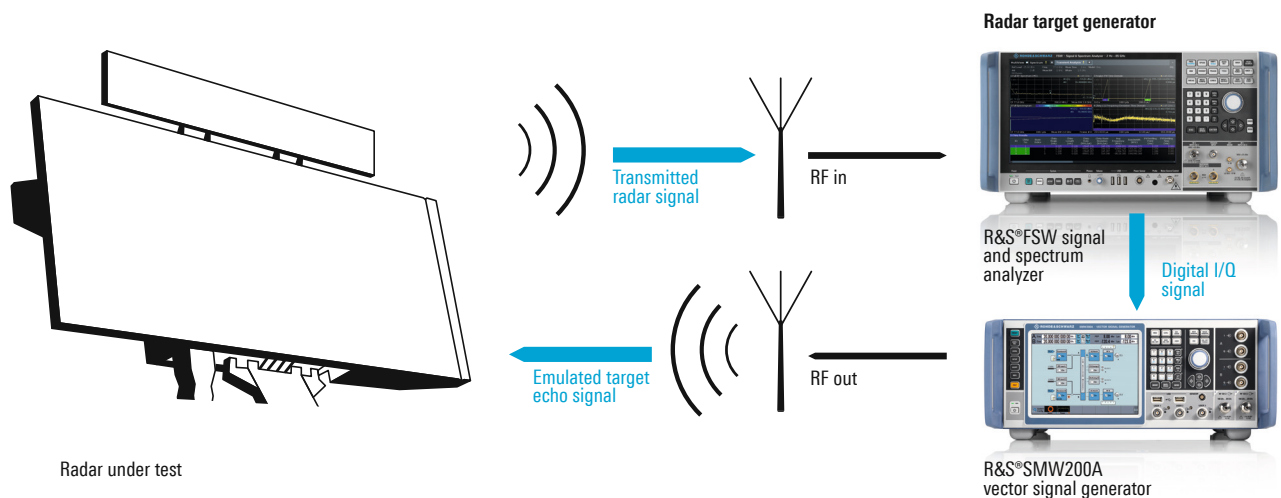 Radar target generator
Transmitted
radar signal
RF in
R&S®FSW signal
and spectrum
analyzer
Digital I/Q
signal
Emulated target
echo signal
RF out
Radar under test
R&S®SMW200A
vector signal generator